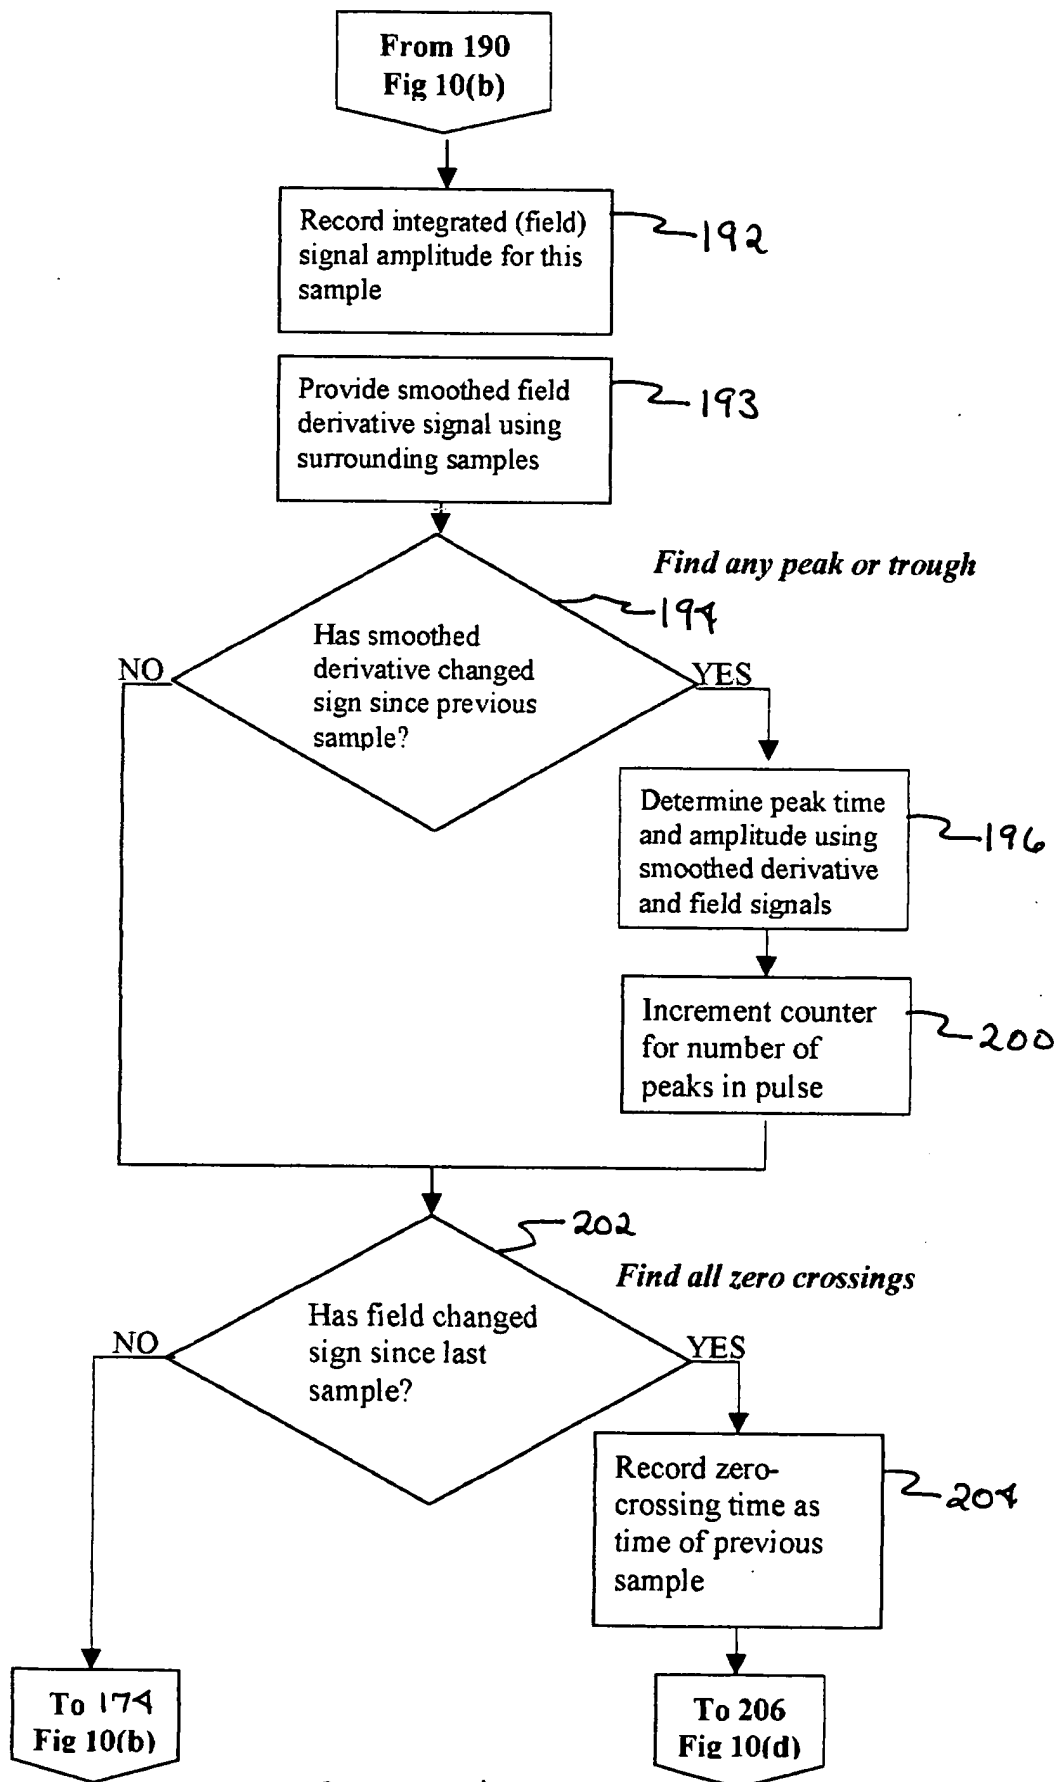 From 190
Fig 10(b)
Record integrated (field)
signal amplitude for this
sample
192
Provide smoothed field
derivative signal using
surrounding samples
193
Find any peak or trough
194
Has smoothed
derivative changed
sign since previous
sample?
NO
YES
Determine peak time
and amplitude using
smoothed derivative
and field signals
196
Increment counter
for number of
peaks in pulse
200
202
Find all zero crossings
Has field changed
sign since last
sample?
NO
YES
Record zero-
crossing time as
time of previous
sample
204
To 174
Fig 10(b)
To 206
Fig 10(d)